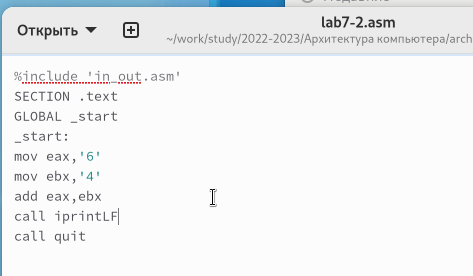 Открыть
lab7-2.asm
~/work/study/2022-2023/Архитектура компьютера/arch
%include 'in_out.asm'
SECTION .text
GLOBAL _start
_start:
mov eax,'6'
mov ebx,'4'
add eax,ebx
call iprintLF
call quit